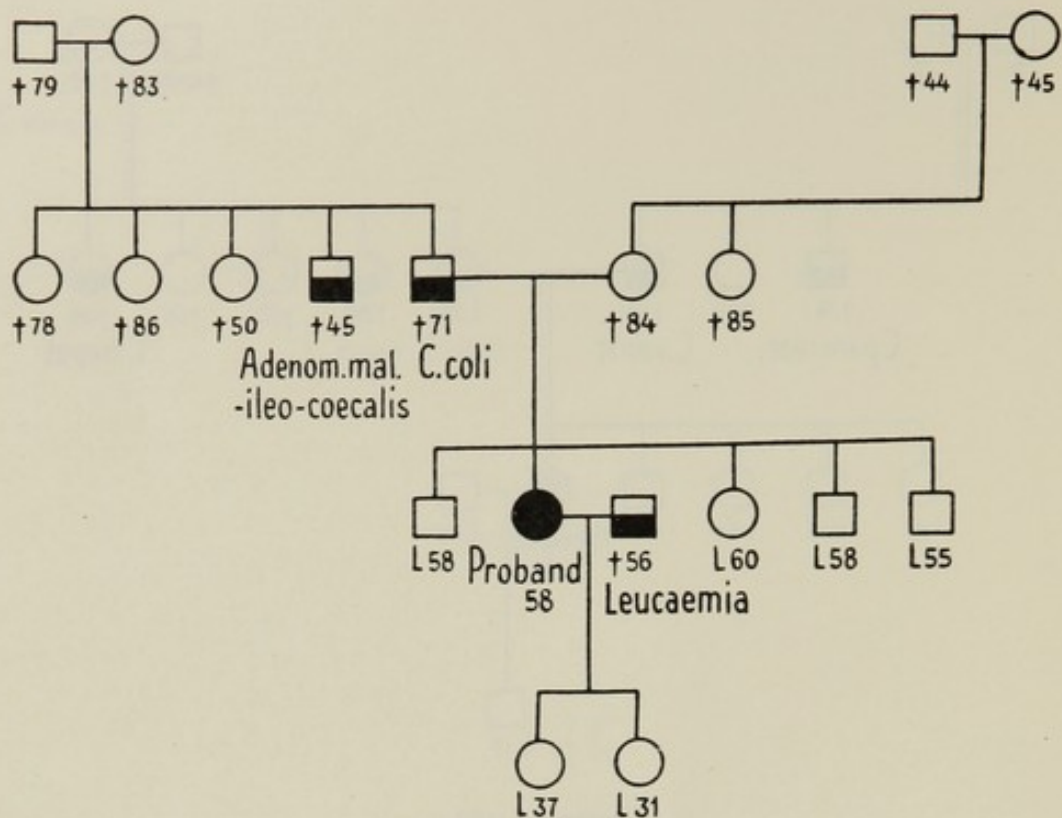 †79 †83 †44 †45
†78 †86 †50 †45 †71 †84 †85
Adenom.mal. C.coli
-ileo-coecalis
L58 Proband †56 L60 L58 L55
58 Leucaemia
L37 L31